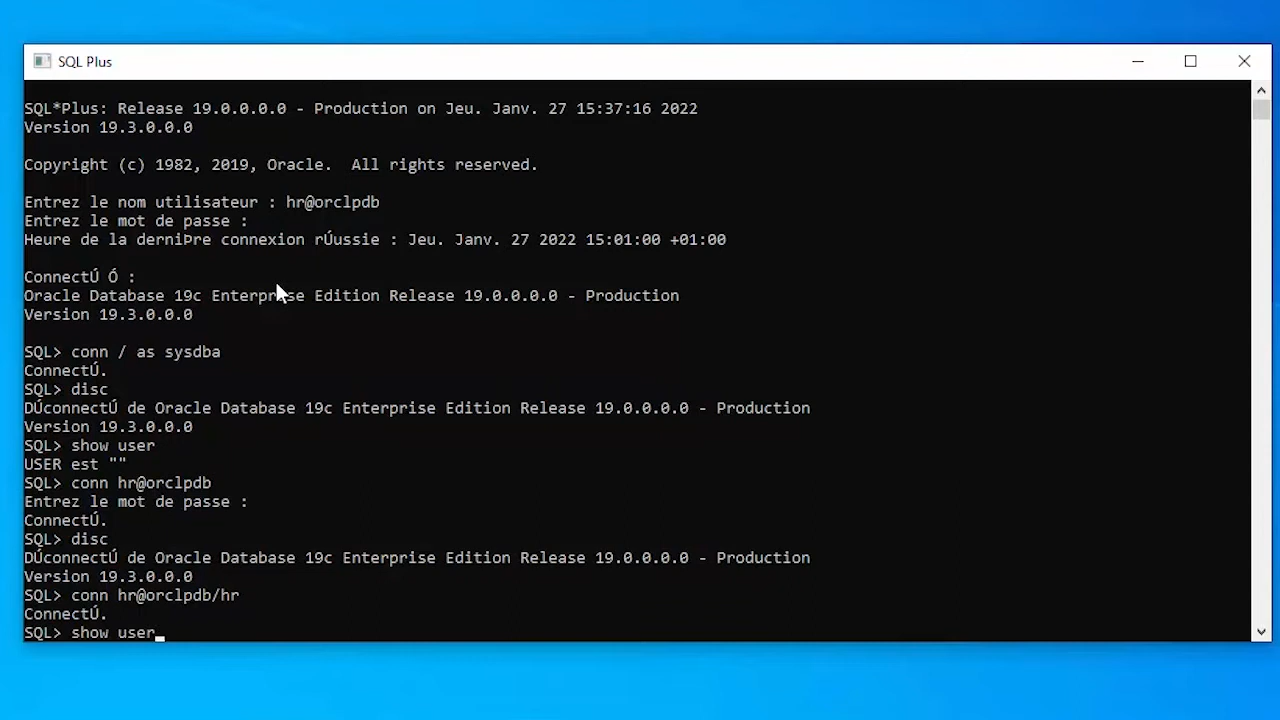 SQL Plus
SQL*Plus: Release 19.0.0.0.0 - Production on Jeu. Janv. 27 15:37:16 2022
Version 19.3.0.0.0
Copyright (c) 1982, 2019, Oracle.  All rights reserved.
Entrez le nom utilisateur : hr@orclpdb
Entrez le mot de passe :
Heure de la derniÞre connexion rÚussie : Jeu. Janv. 27 2022 15:01:00 +01:00
ConnectÚ Ó :
Oracle Database 19c Enterprise Edition Release 19.0.0.0.0 - Production
Version 19.3.0.0.0
SQL> conn / as sysdba
ConnectÚ.
SQL> disc
DÚconnectÚ de Oracle Database 19c Enterprise Edition Release 19.0.0.0.0 - Production
Version 19.3.0.0.0
SQL> show user
USER est ""
SQL> conn hr@orclpdb
Entrez le mot de passe :
ConnectÚ.
SQL> disc
DÚconnectÚ de Oracle Database 19c Enterprise Edition Release 19.0.0.0.0 - Production
Version 19.3.0.0.0
SQL> conn hr@orclpdb/hr
ConnectÚ.
SQL> show user